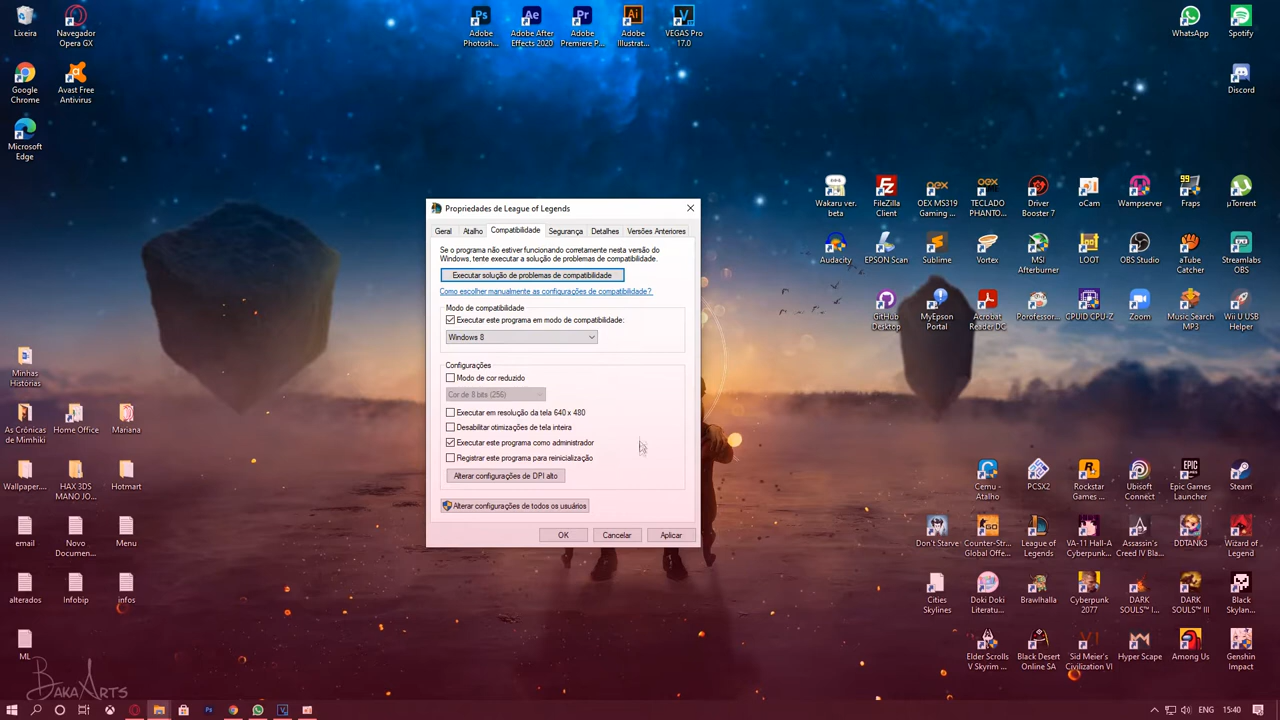 Lixeira
Navegador
Opera GX
Adobe
Photosh...
Adobe After
Effects 2020
Adobe
Premiere P...
Adobe
Illustrat...
VEGAS Pro
17.0
WhatsApp
Spotify
Google
Chrome
Avast Free
Antivirus
Discord
Microsoft
Edge
Wakaru ver.
beta
FileZilla
Client
OEX MS319
Gaming ...
TECLADO
PHANTO...
Driver
Booster 7
oCam
Wampserver
99
Fraps
µTorrent
Audacity
EPSON Scan
Sublime
Vortex
MSI
Afterburner
LOOT
OBS Studio
aTube
Catcher
Streamlabs
OBS
GitHub
Desktop
MyEpson
Portal
Acrobat
Reader DC
Porofessor...
CPUID CPU-Z
Zoom
Music Search
MP3
Wii U USB
Helper
Propriedades de League of Legends
Geral
Atalho
Compatibilidade
Segurança
Detalhes
Versões Anteriores
Se o programa não estiver funcionando corretamente nesta versão do
Windows, tente executar a solução de problemas de compatibilidade.
Executar solução de problemas de compatibilidade
Como escolher manualmente as configurações de compatibilidade?
Modo de compatibilidade
Executar este programa em modo de compatibilidade:
Windows 8
Configurações
Modo de cor reduzido
Cor de 8 bits (256)
Executar em resolução da tela 640 x 480
Desabilitar otimizações de tela inteira
Executar este programa como administrador
Registrar este programa para reinicialização
Alterar configurações de DPI alto
Alterar configurações de todos os usuários
OK
Cancelar
Aplicar
Minhas
Histórias
As Crônicas
de Mimhiki
Home Office
Mariana
Wallpaper....
HAX 3DS
MANO JO...
Hotmart
email
Novo
Documen...
Menu
alterados
Infobip
infos
ML
Cemu -
Atalho
PCSX2
Rockstar
Games ...
Ubisoft
Connect
Epic Games
Launcher
Steam
Don't Starve
Counter-Str...
Global Offe...
League of
Legends
VA-11 Hall-A
Cyberpunk...
Assassin's
Creed IV Bla...
DDTANK3
Wizard of
Legend
Cities
Skylines
Doki Doki
Literatu...
Brawlhalla
Cyberpunk
2077
DARK
SOULS™ I...
DARK
SOULS™ III
Black
Skylan...
Elder Scrolls
V Skyrim ...
Black Desert
Online SA
Sid Meier's
Civilization VI
Hyper Scape
Among Us
Genshin
Impact
BAKAARTS
ENG
15:40